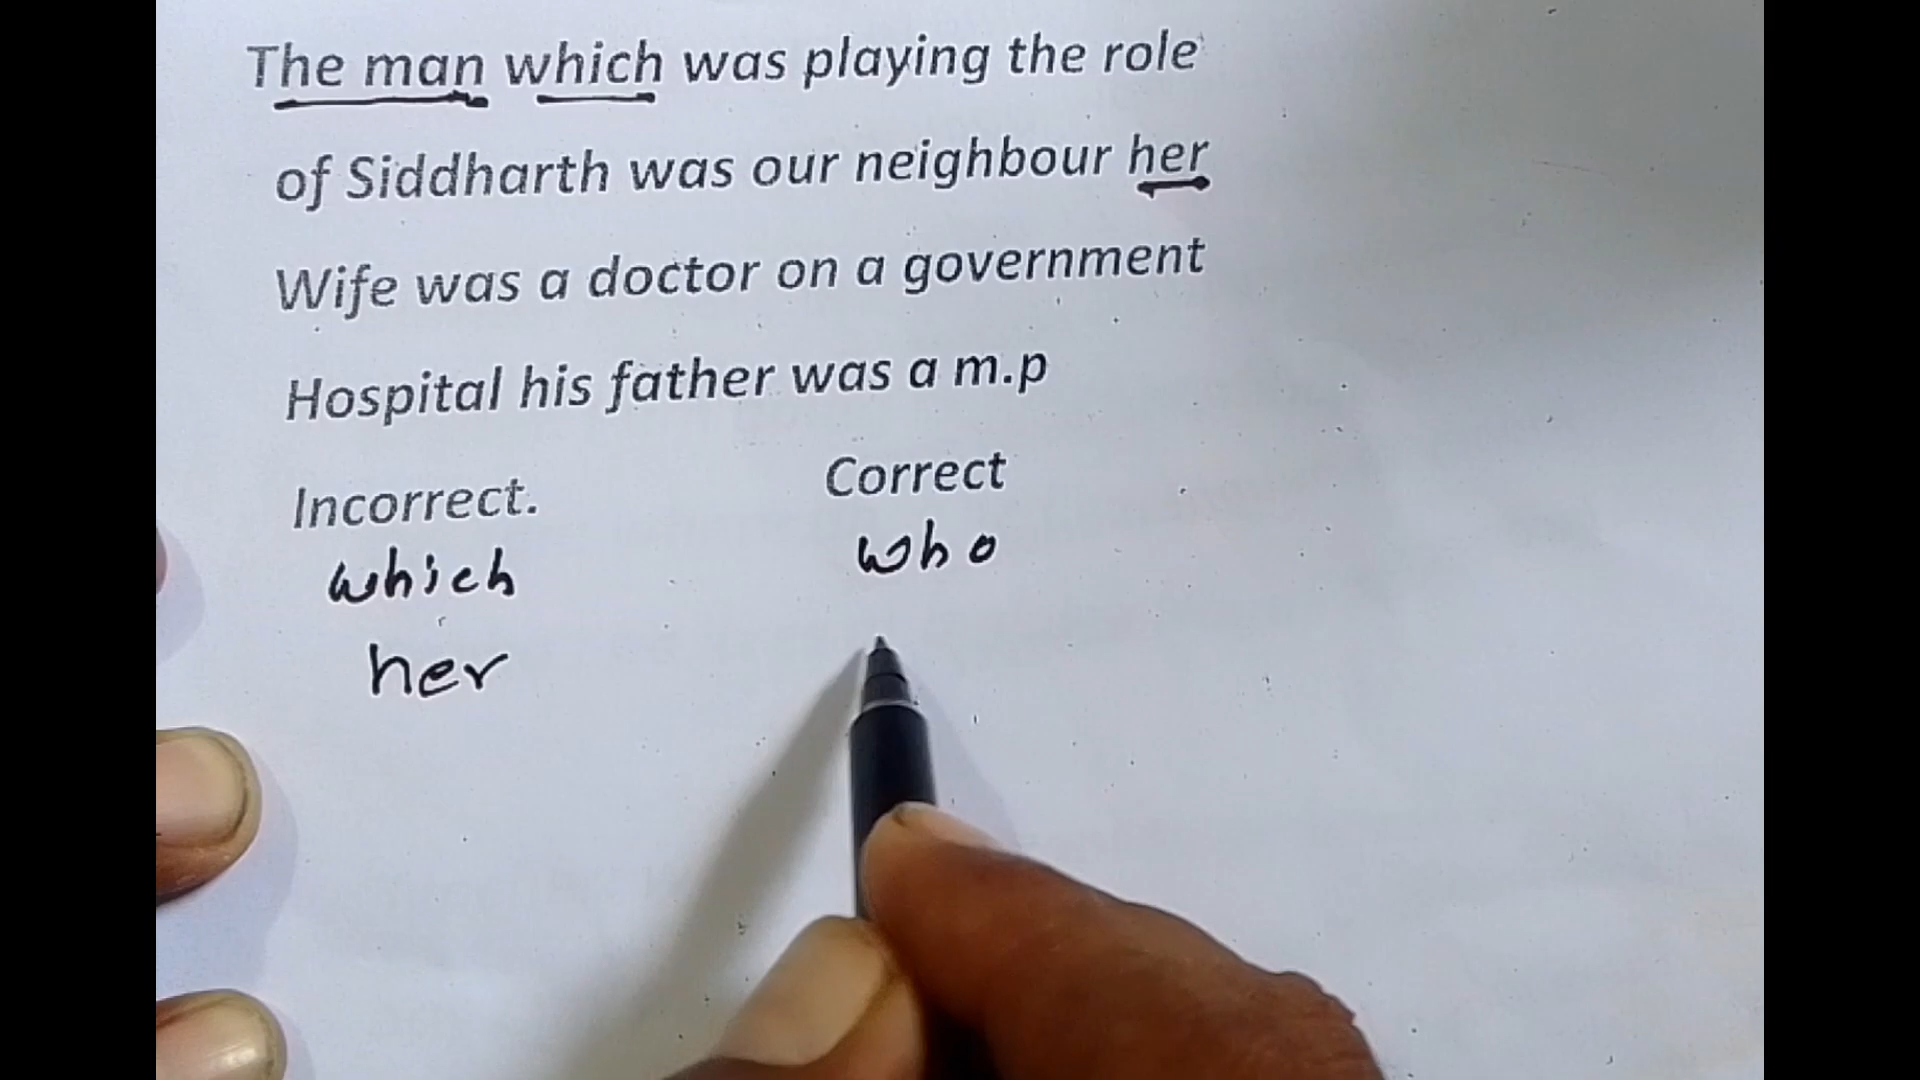 The man which was playing the role
of Siddharth was our neighbour her
Wife was a doctor on a government
Hospital his father was a m.p
Incorrect. Correct
which who
her